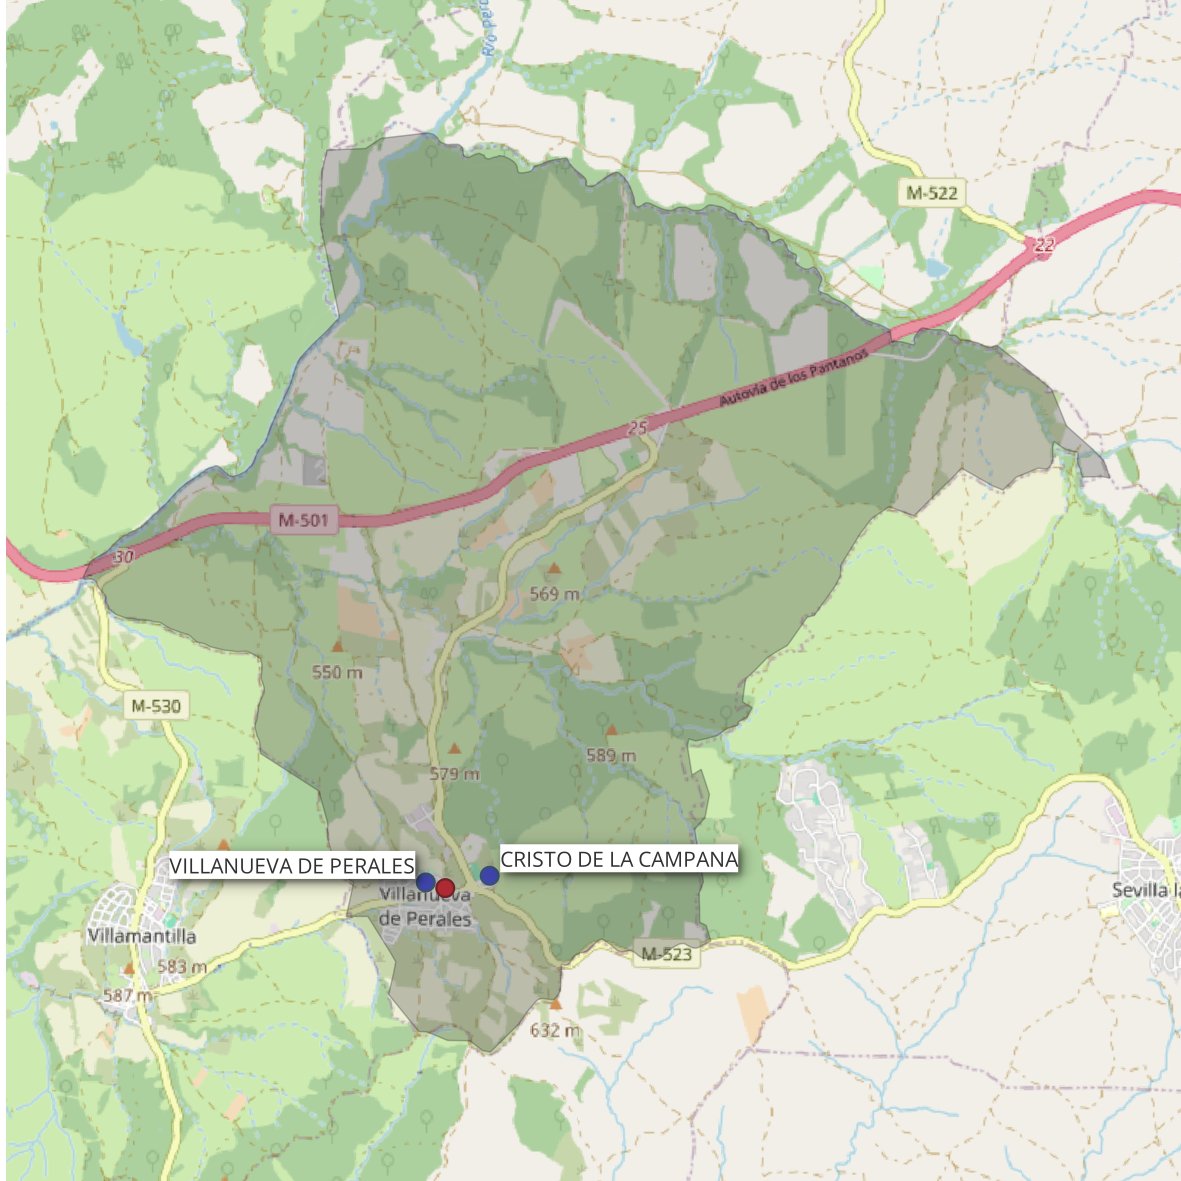 Río Per
M-522
22
Autovía de los Pantanos
25
M-501
30
569 m
550 m
M-530
589 m
579 m
CRISTO DE LA CAMPANA
VILLANUEVA DE PERALES
Villanueva
de Perales
Sevilla la
Villamantilla
M-523
583 m
587 m
632 m